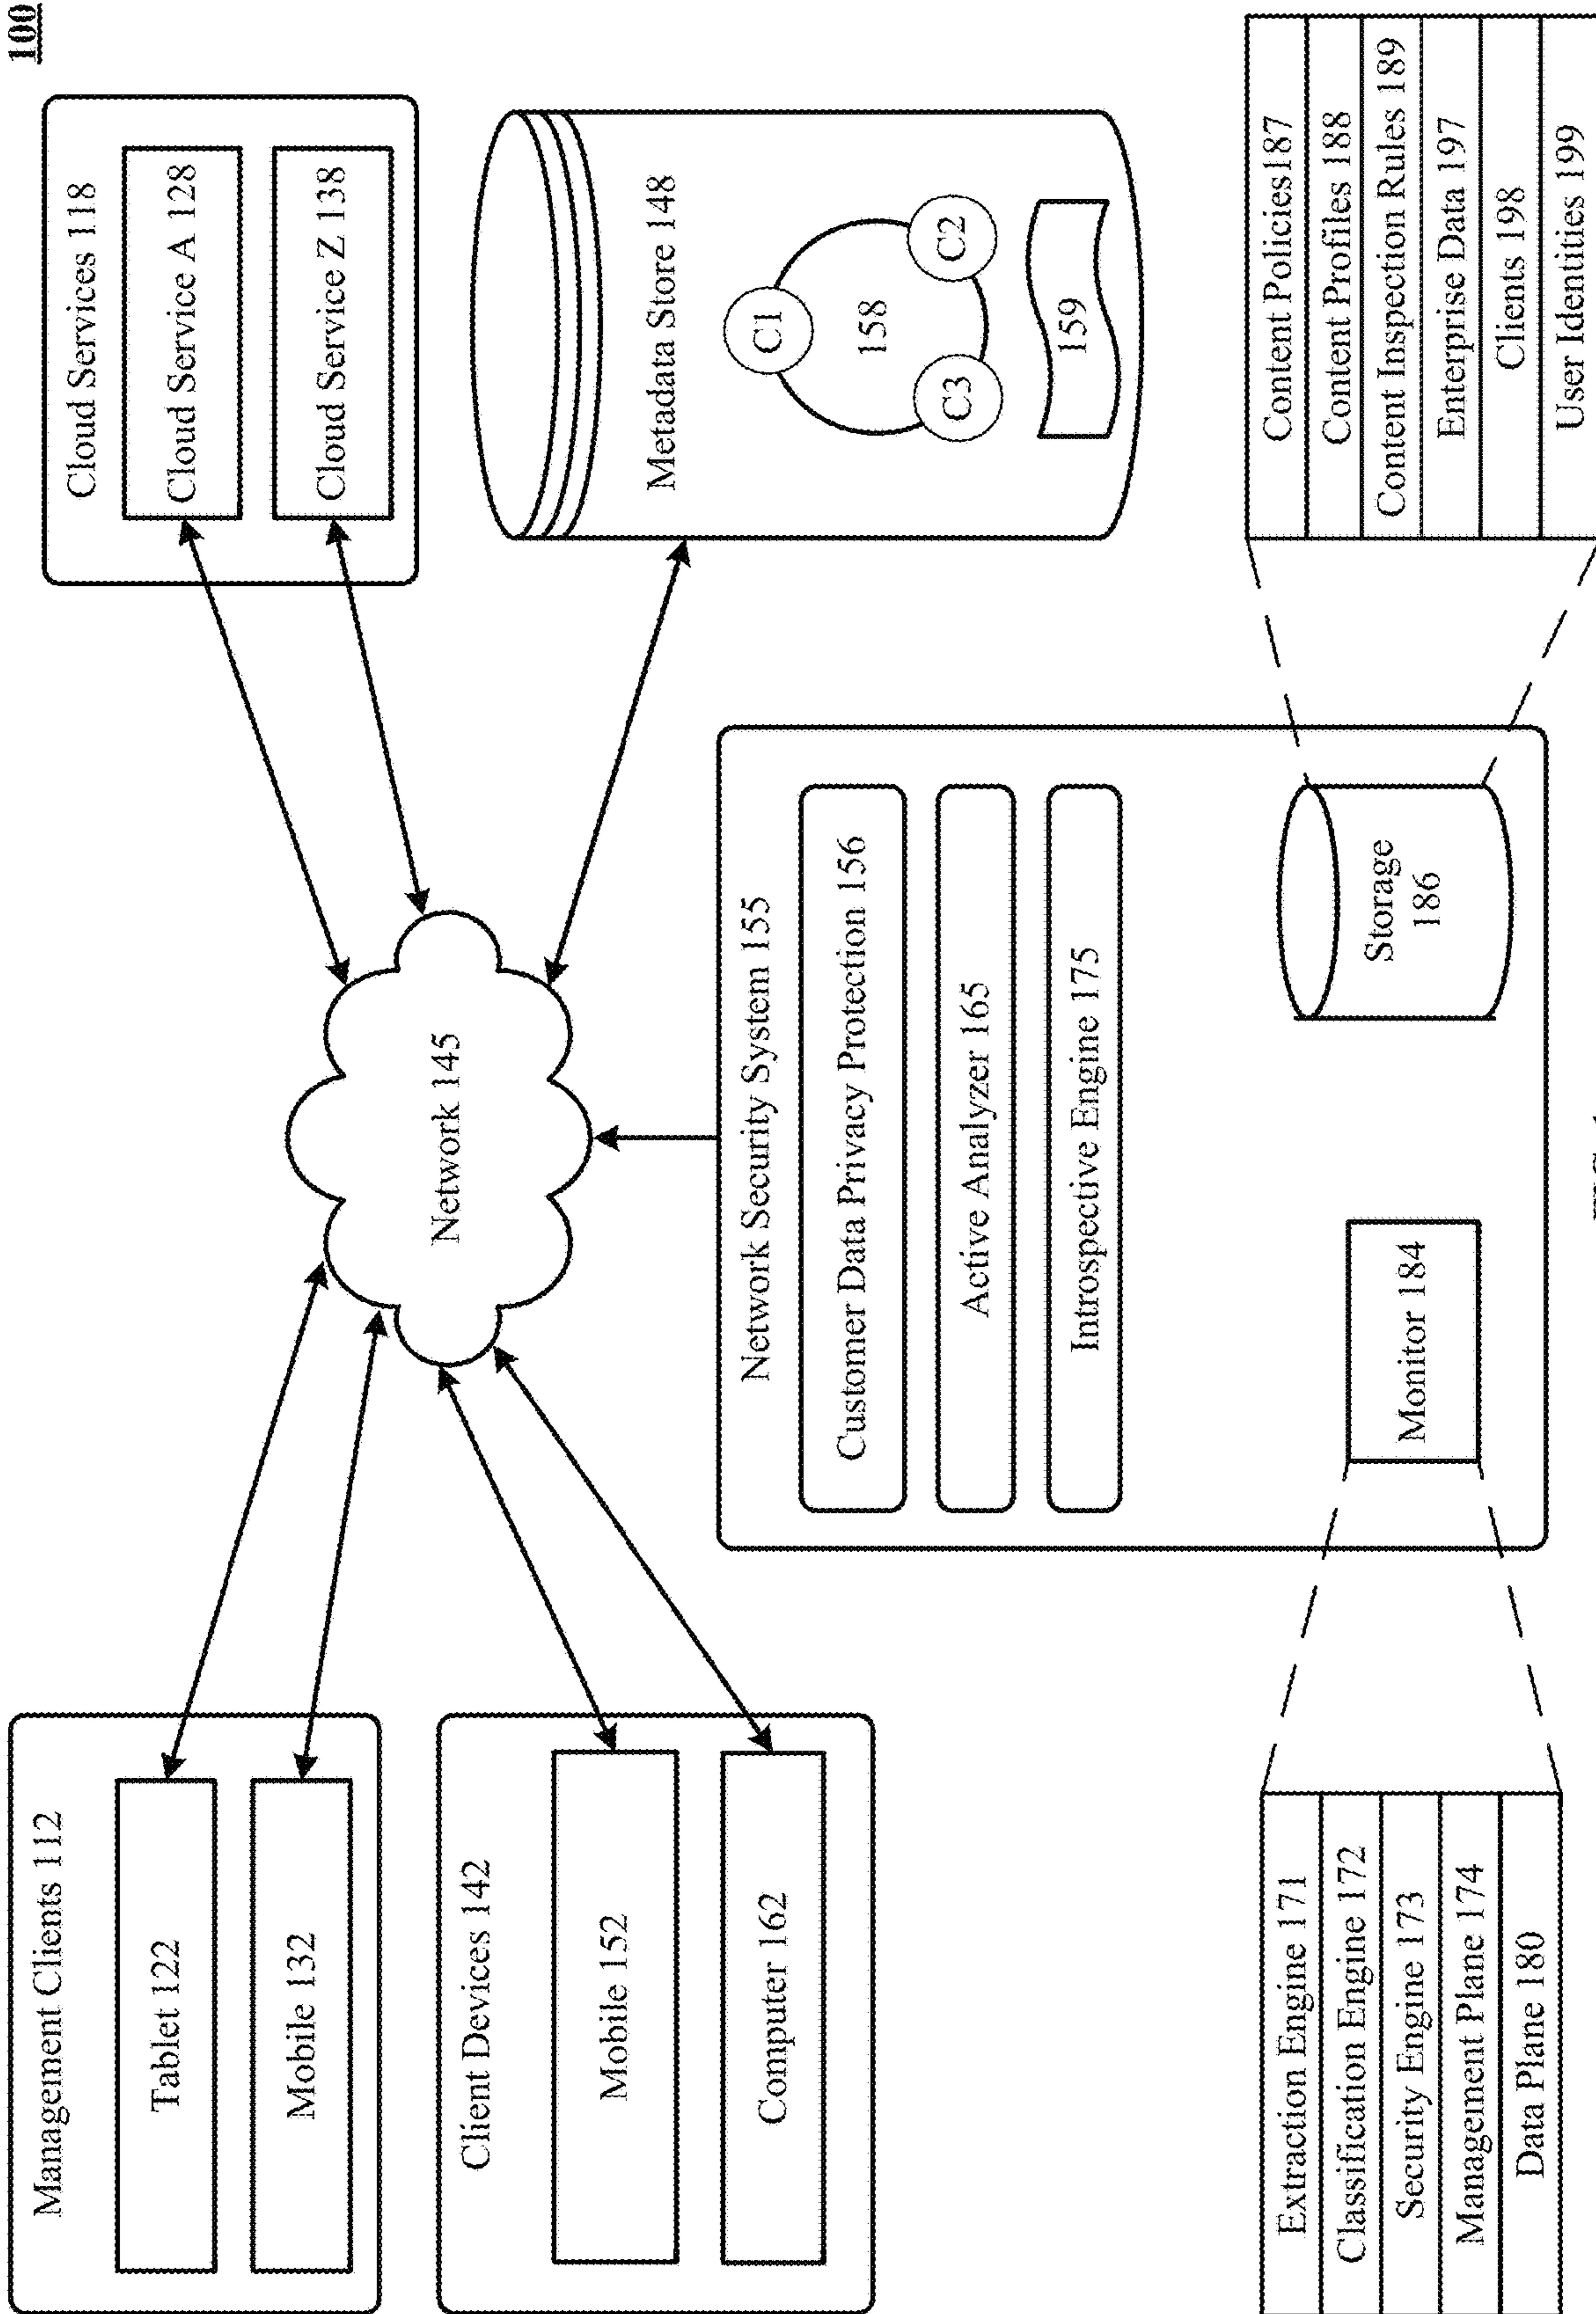 100
Management Clients 112
Tablet 122
Mobile 132
Client Devices 142
Mobile 152
Computer 162
Network 145
Cloud Services 118
Cloud Service A 128
Cloud Service Z 138
Metadata Store 148
C1
158
C3
C2
159
Network Security System 155
Customer Data Privacy Protection 156
Active Analyzer 165
Introspective Engine 175
Monitor 184
Storage
186
Extraction Engine 171
Classification Engine 172
Security Engine 173
Management Plane 174
Data Plane 180
Content Policies187
Content Profiles 188
Content Inspection Rules 189
Enterprise Data 197
Clients 198
User Identities 199